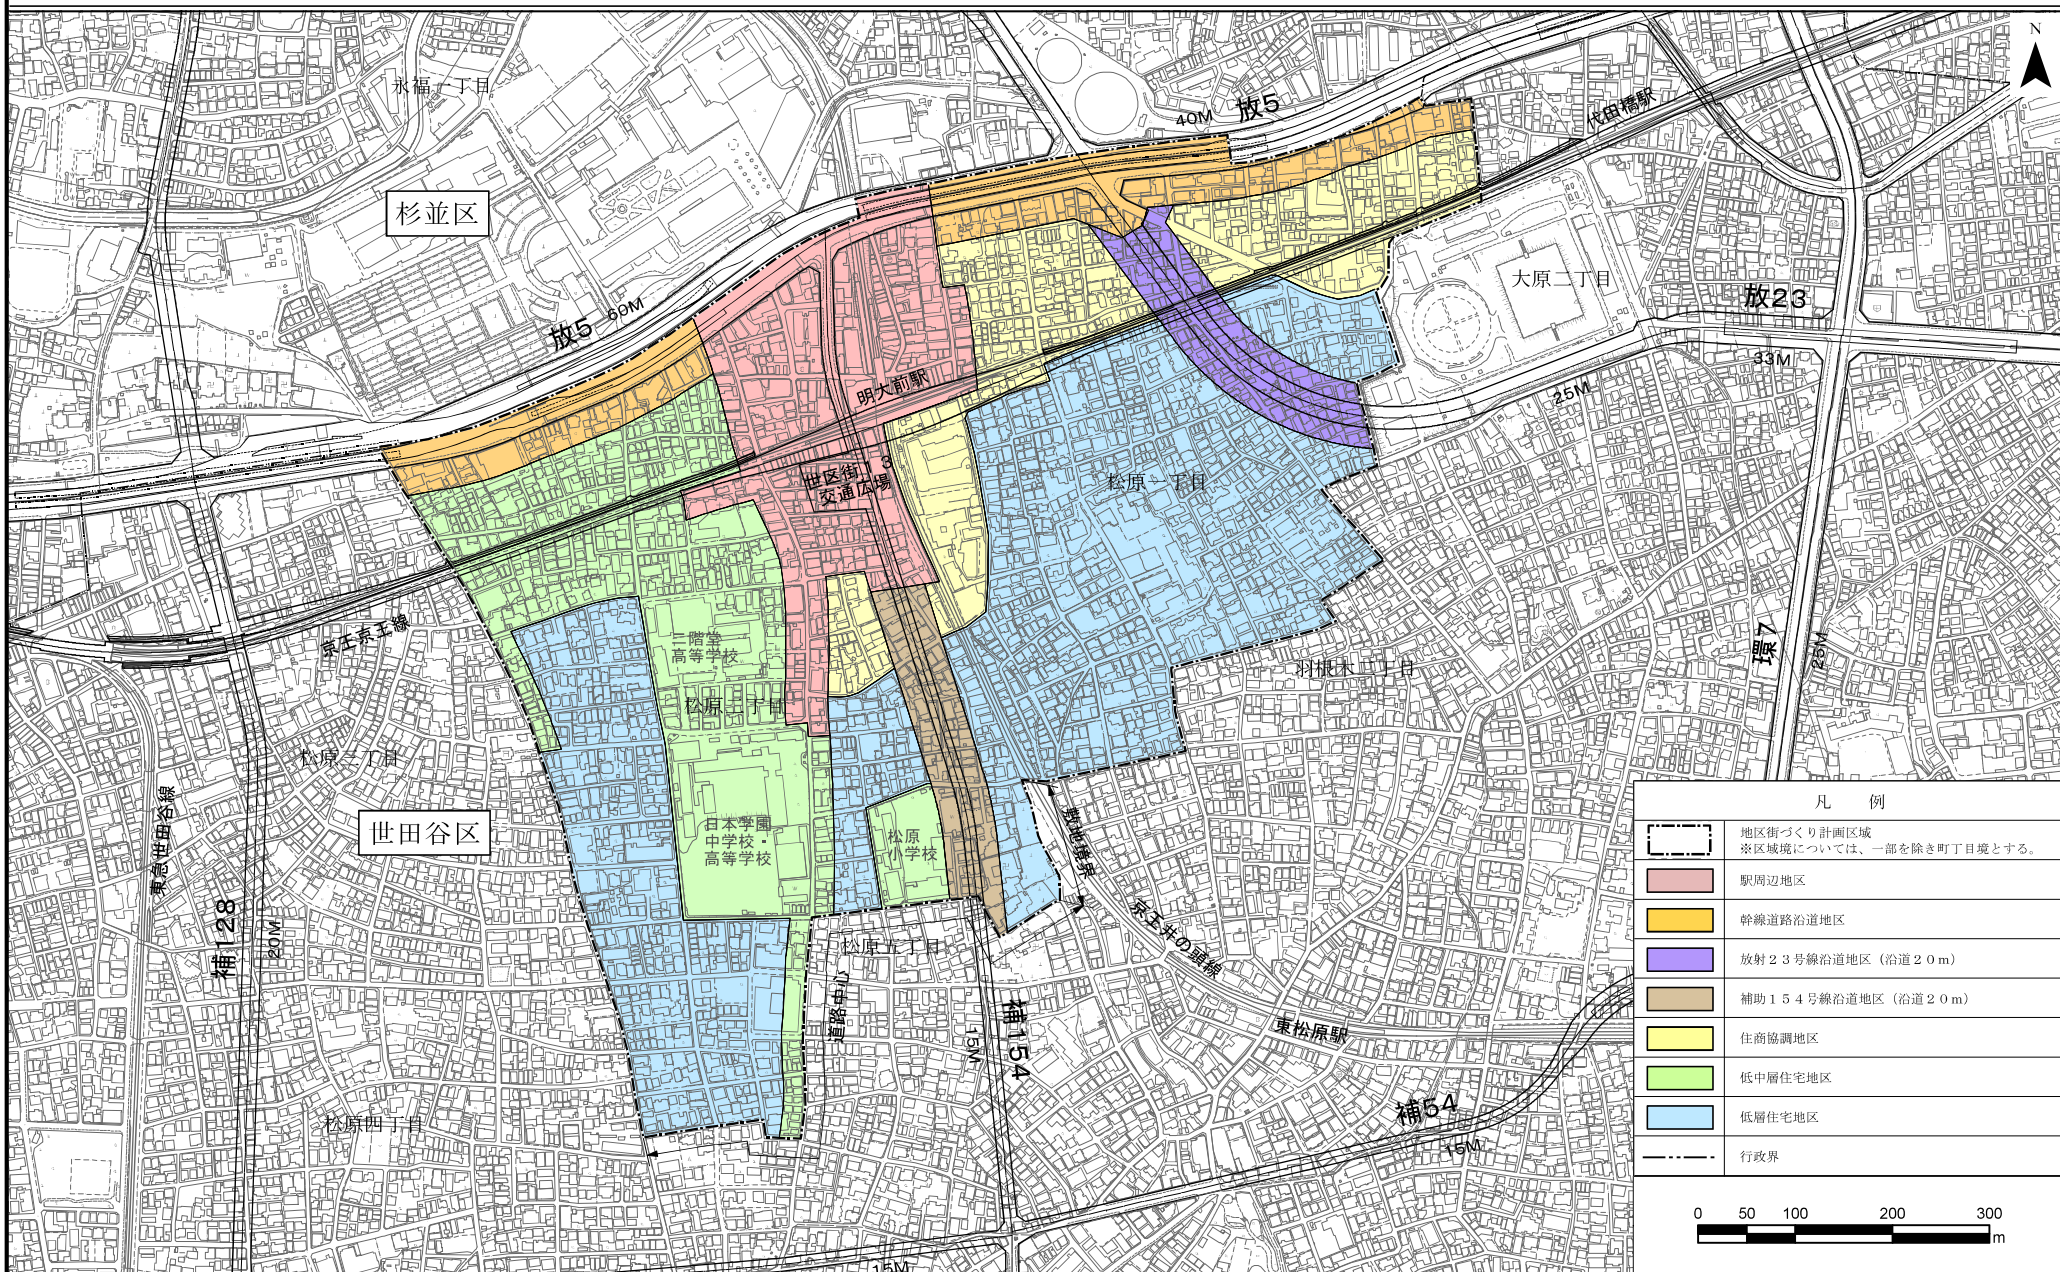 N
永福一丁目
代田橋駅
40M
放5
杉並区
大原二丁目
放23
放5
60M
33M
明大前駅
25M
世区街
3
交通広場
松原一丁目
京王京王線
二階堂
高等学校
環7
25M
羽根木二丁目
松原二丁目
松原三丁目
東急世田谷線
世田谷区
日本学園
中学校・
高等学校
松原
小学校
敷地境界
補128
20M
松原五丁目
京王井の頭線
道路中心
補154
15M
東松原駅
松原四丁目
補54
15M
15M
凡 例
地区街づくり計画区域
※区域境については、一部を除き町丁目境とする。
駅周辺地区
幹線道路沿道地区
放射23号線沿道地区（沿道20m）
補助154号線沿道地区（沿道20m）
住商協調地区
低中層住宅地区
低層住宅地区
行政界
0 50 100 200 300
m